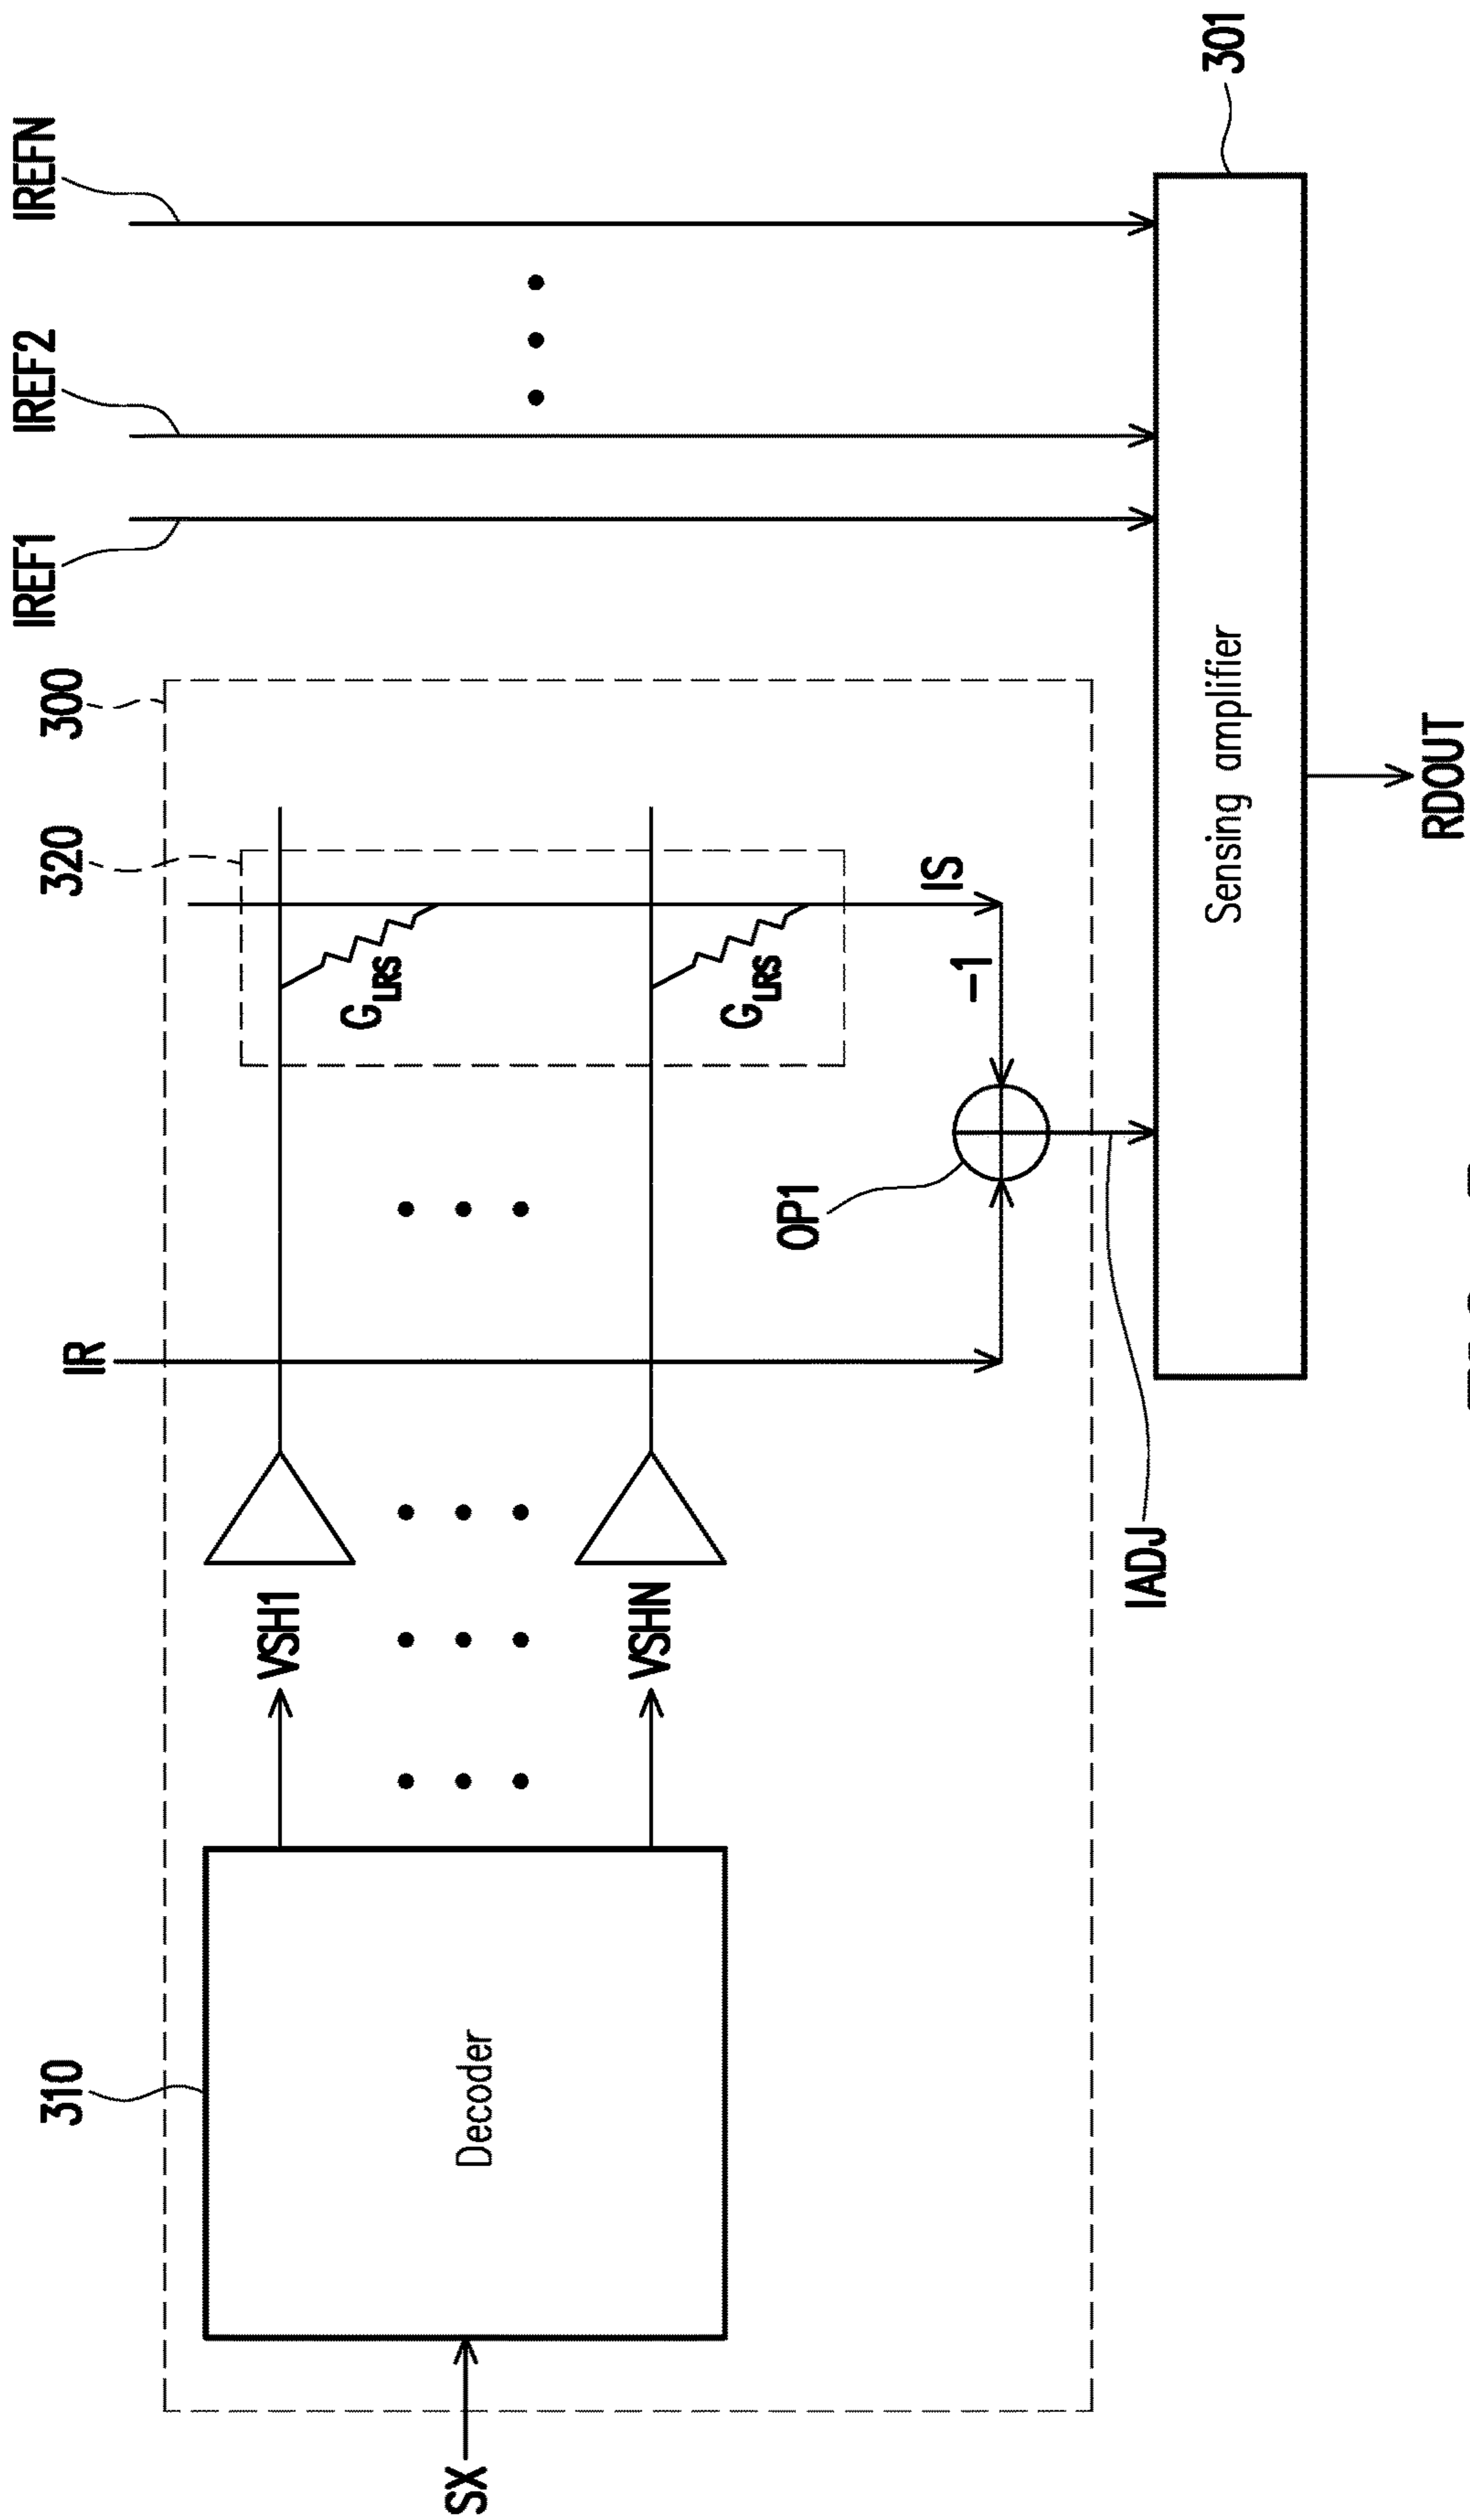 300
320
310
IR
IREF1
IREF2
IREFN
SX
Decoder
VSH1
VSHN
GLRS
GLRS
OP1
-1
IS
IADJ
Sensing amplifier
301
RDOUT